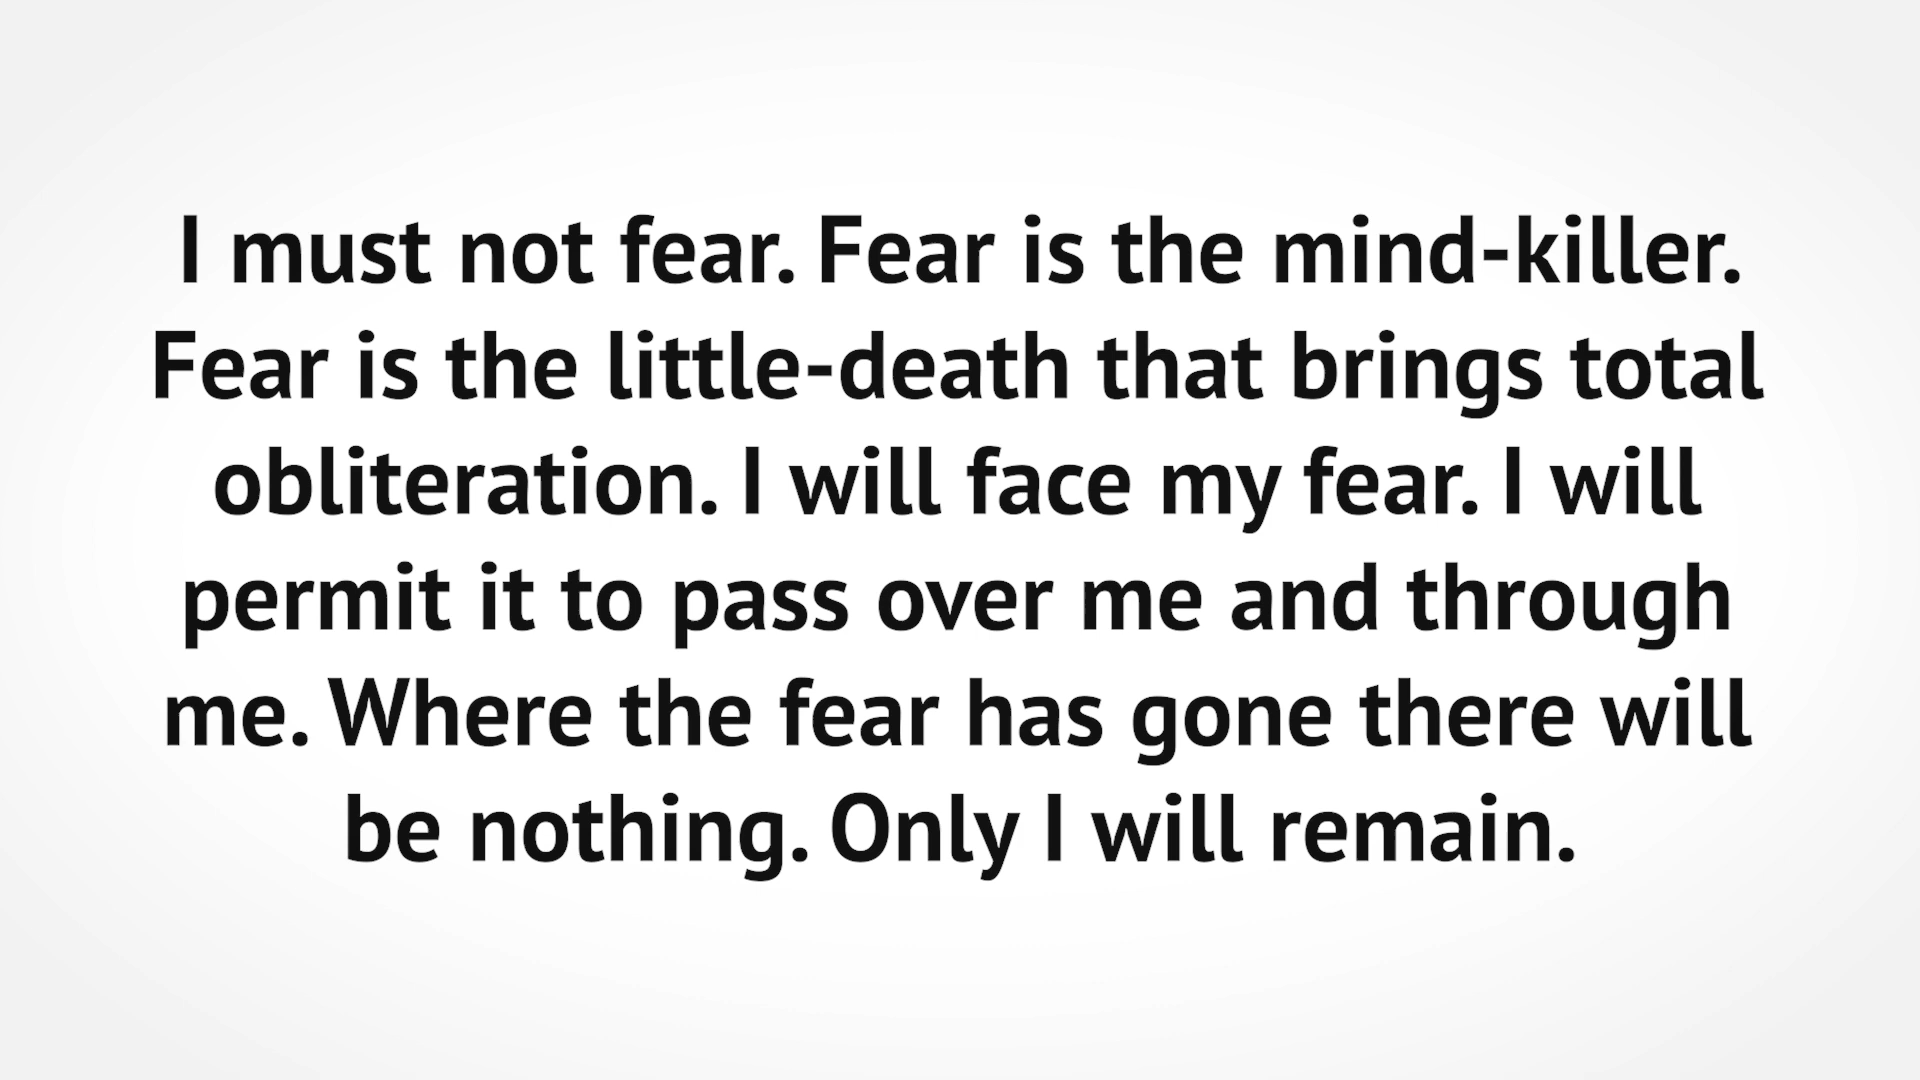 I must not fear. Fear is the mind-killer.
Fear is the little-death that brings total
obliteration. I will face my fear. I will
permit it to pass over me and through
me. Where the fear has gone there will
be nothing. Only I will remain.